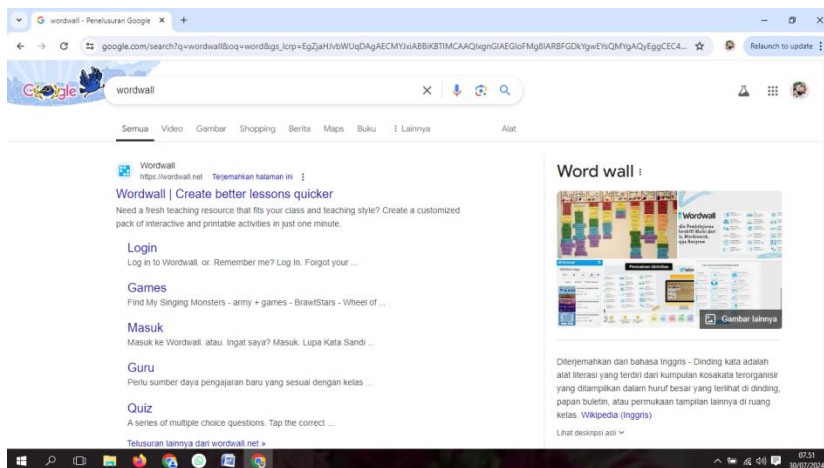 wordwall - Penelusuran Google
Relaunch to update
Google
wordwall
Semua Video Gambar Shopping Berita Maps Buku Lainnya Alat
Wordwall
https://wordwall.net · Terjemahkan halaman ini
Wordwall | Create better lessons quicker
Need a fresh teaching resource that fits your class and teaching style? Create a customized
pack of interactive and printable activities in just one minute.
Login
Log in to Wordwall. or. Remember me? Log In. Forgot your ...
Games
Find My Singing Monsters - army + games - BrawlStars - Wheel of ...
Masuk
Masuk ke Wordwall. atau. Ingat saya? Masuk. Lupa Kata Sandi ...
Guru
Perlu sumber daya pengajaran baru yang sesuai dengan kelas ...
Quiz
A series of multiple choice questions. Tap the correct ...
Telusuran lainnya dari wordwall.net »
Word wall
Wordwall
Gambar lainnya
Diterjemahkan dari bahasa Inggris - Dinding kata adalah
alat literasi yang terdiri dari kumpulan kosakata terorganisir
yang ditampilkan dalam huruf besar yang terlihat di dinding,
papan buletin, atau permukaan tampilan lainnya di ruang
kelas. Wikipedia (Inggris)
Lihat deskripsi asli
07.51
30/07/2024